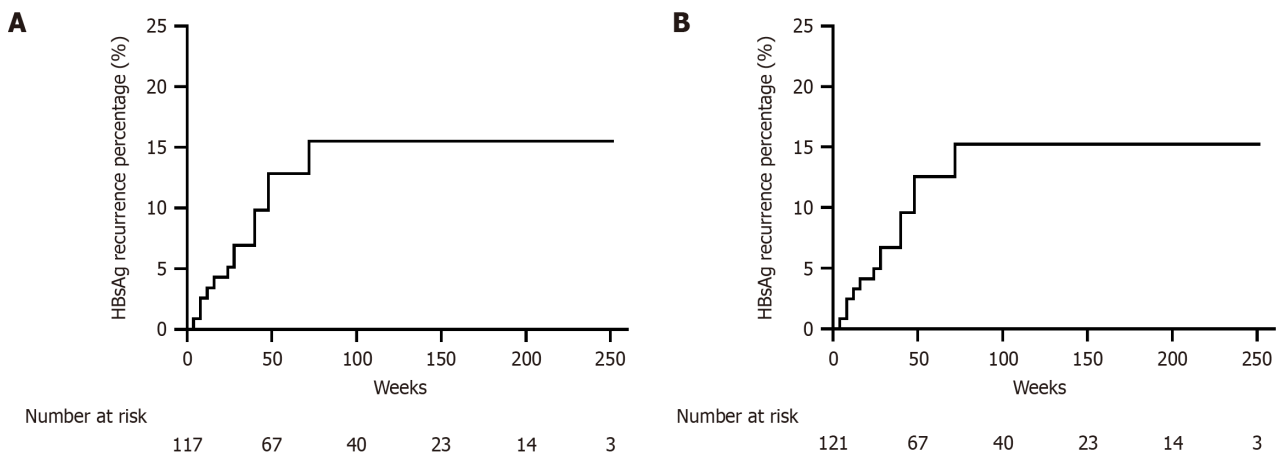 A
HBsAg recurrence percentage (%)
25
20
15
10
5
0
0 50 100 150 200 250
Weeks
Number at risk
117 67 40 23 14 3
B
HBsAg recurrence percentage (%)
25
20
15
10
5
0
0 50 100 150 200 250
Weeks
Number at risk
121 67 40 23 14 3